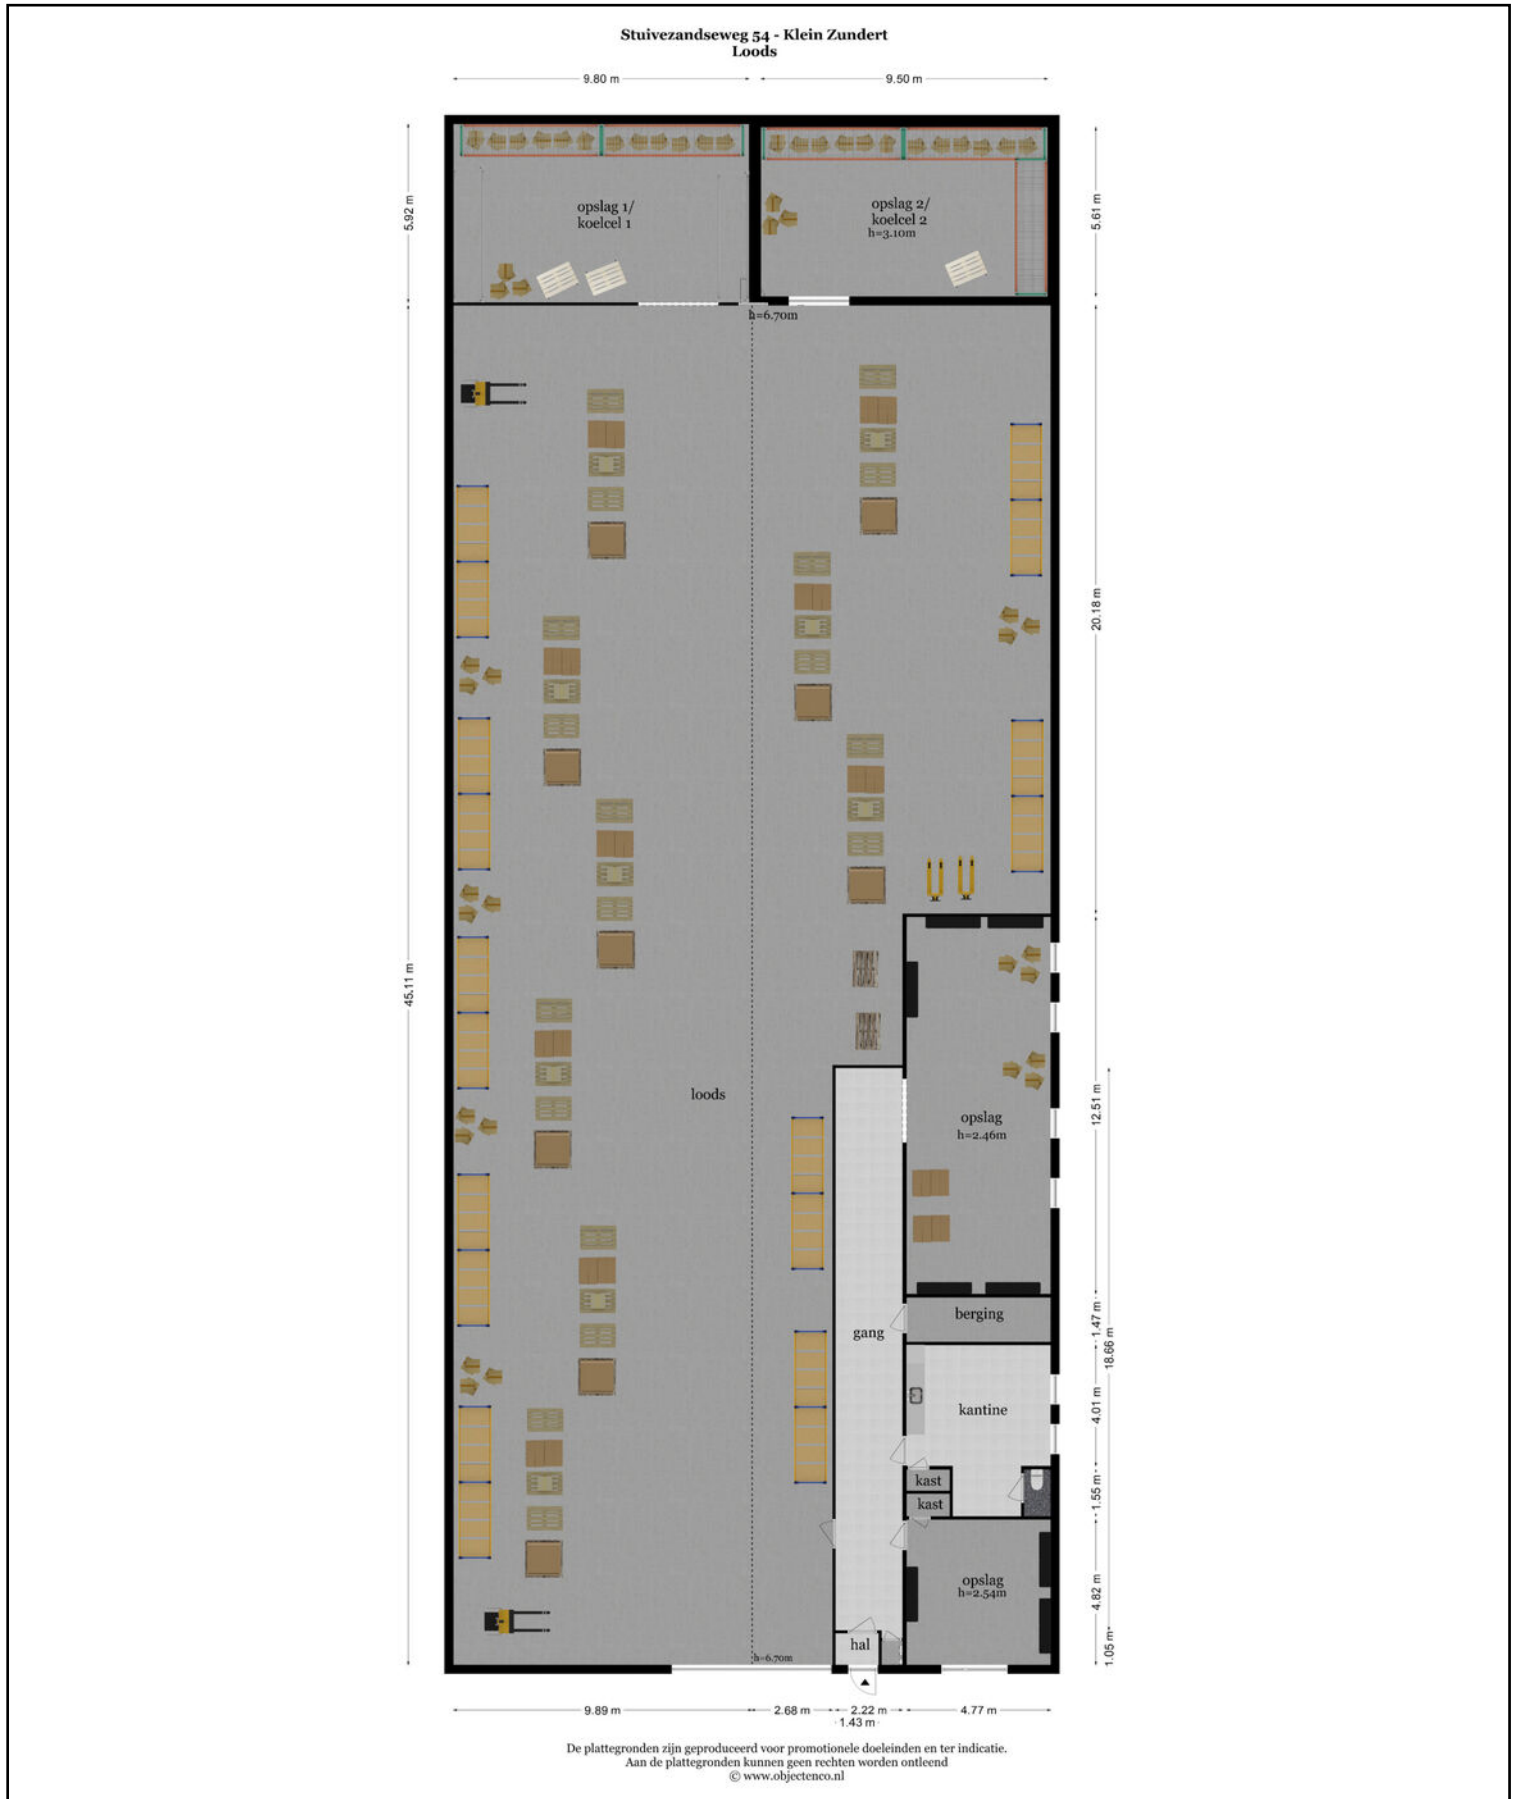 Stuivezandseweg 54 - Klein Zundert
Loods
9.80 m
9.50 m
5.92 m
5.61 m
opslag 1/
koelcel 1
opslag 2/
koelcel 2
h=3.10m
h=6.70m
20.18 m
45.11 m
loods
12.51 m
opslag
h=2.46m
berging
1.47 m
18.66 m
gang
kantine
4.01 m
kast
kast
1.55 m
opslag
h=2.54m
4.82 m
hal
1.05 m
h=6.70m
9.89 m
2.68 m
2.22 m
4.77 m
1.43 m
De plattegronden zijn geproduceerd voor promotionele doeleinden en ter indicatie.
Aan de plattegronden kunnen geen rechten worden ontleend
© www.objectenco.nl